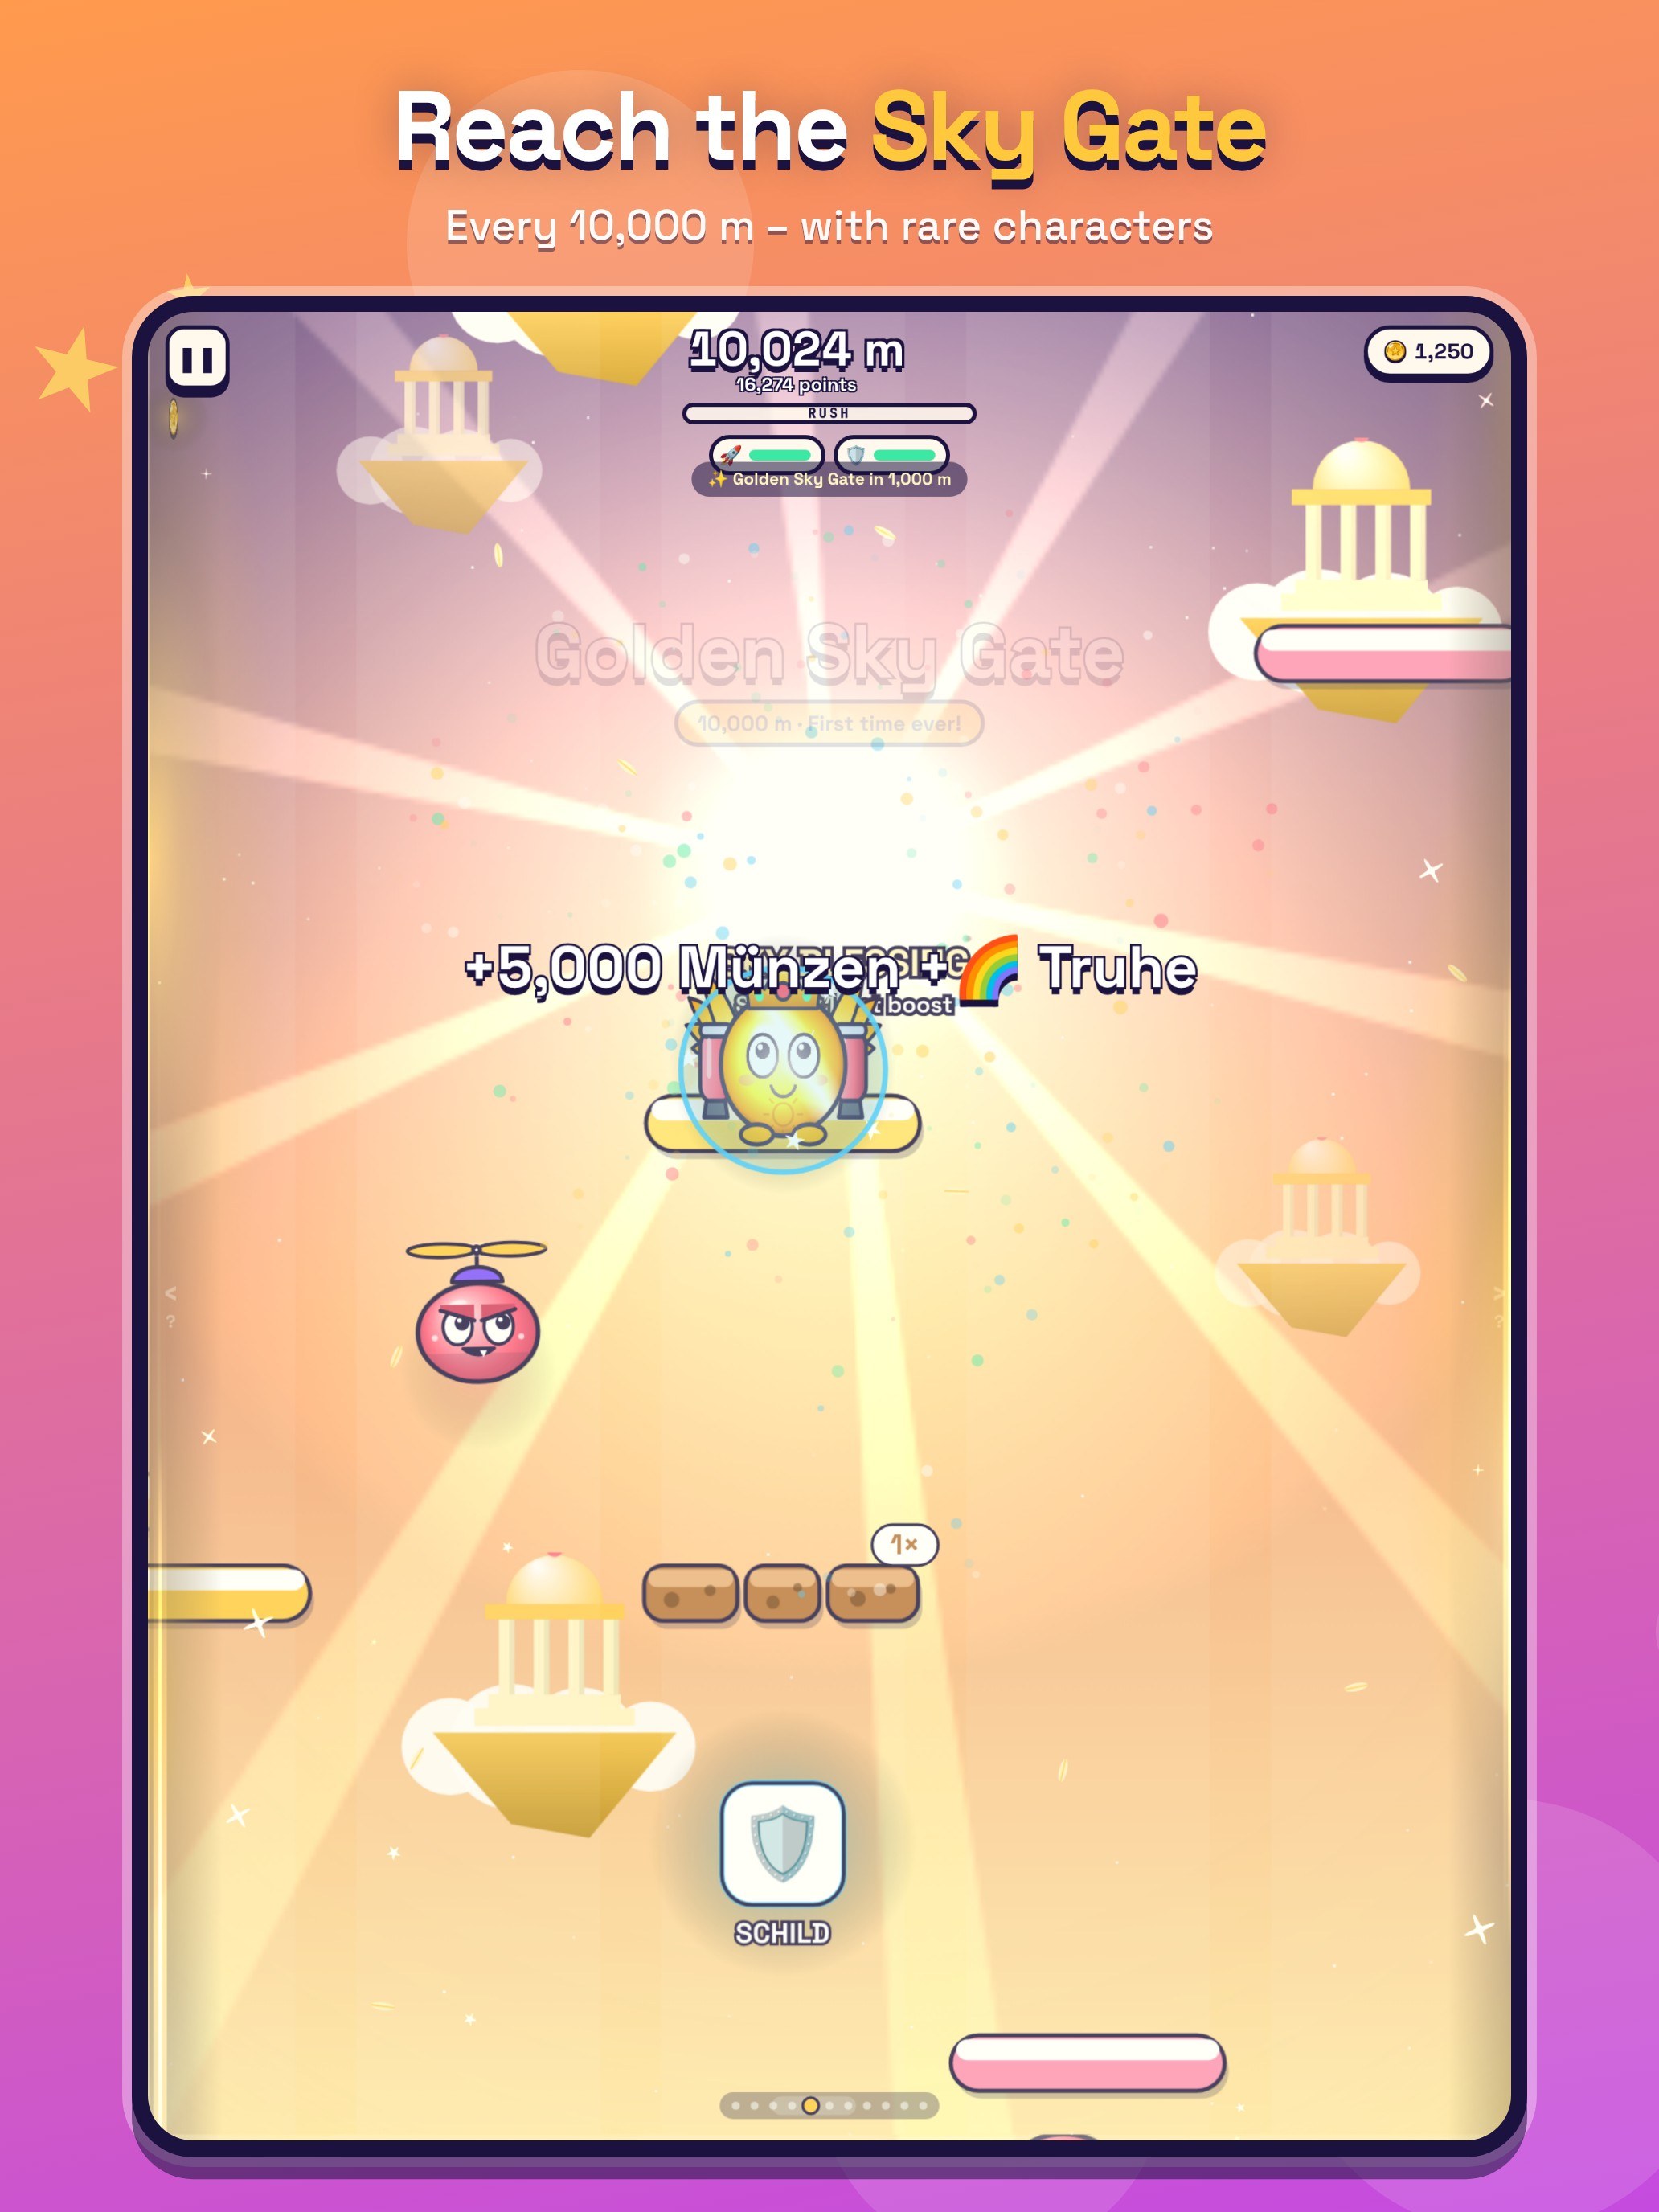 Reach the Sky Gate
Every 10,000 m – with rare characters
10,024 m
16,274 points
1,250
RUSH
✨ Golden Sky Gate in 1,000 m
Golden Sky Gate
10,000 m · First time ever!
+5,000 Münzen +🌈 Truhe
boost
<
?
>
?
1×
SCHILD